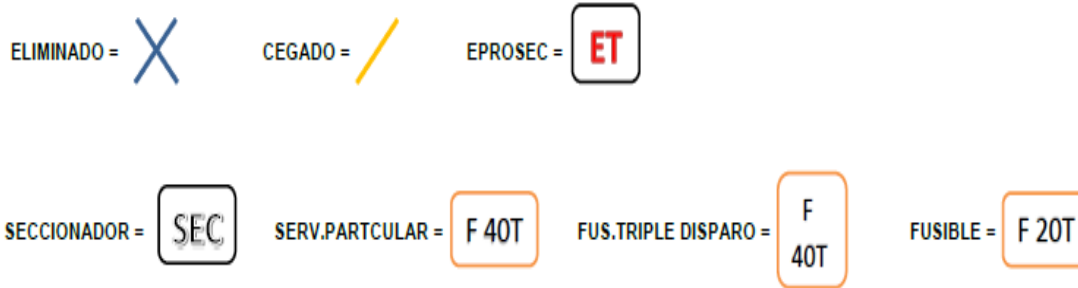 ELIMINADO =
CEGADO =
EPROSEC = ET
SECCIONADOR = SEC
SERV.PARTCULAR = F 40T
FUS.TRIPLE DISPARO = F
40T
FUSIBLE = F 20T